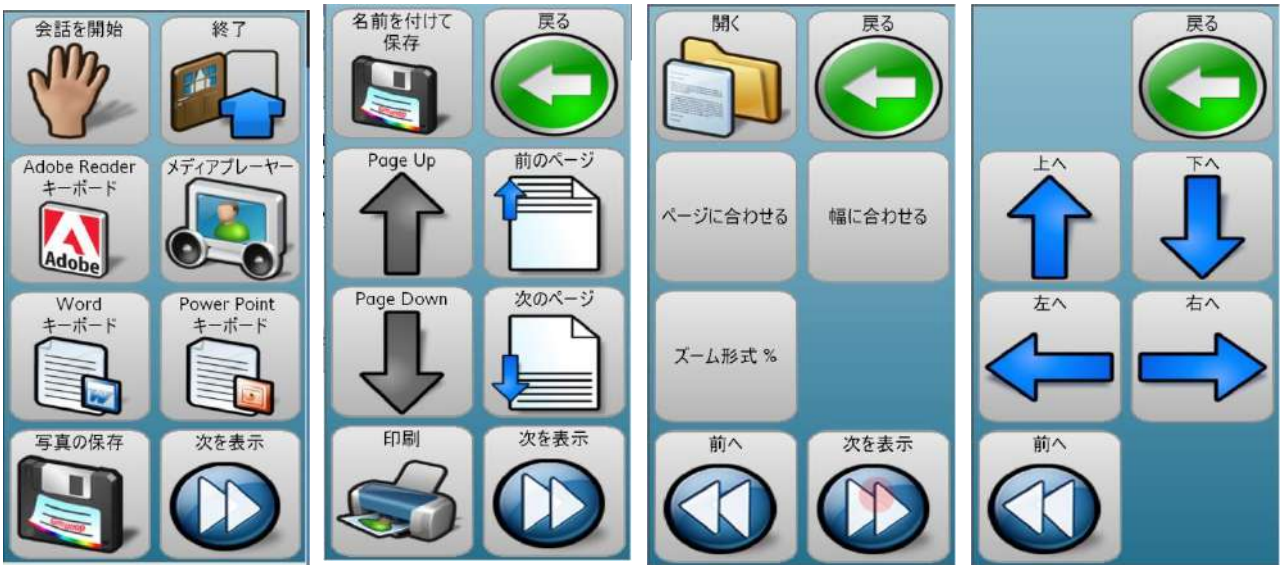 会話を開始
終了
Adobe Reader
キーボード
Adobe
メディアプレーヤー
Word
キーボード
W
Power Point
キーボード
写真の保存
次を表示
名前を付けて
保存
戻る
Page Up
前のページ
Page Down
次のページ
印刷
次を表示
開く
戻る
ページに合わせる
幅に合わせる
ズーム形式 %
前へ
次を表示
戻る
上へ
下へ
左へ
右へ
前へ